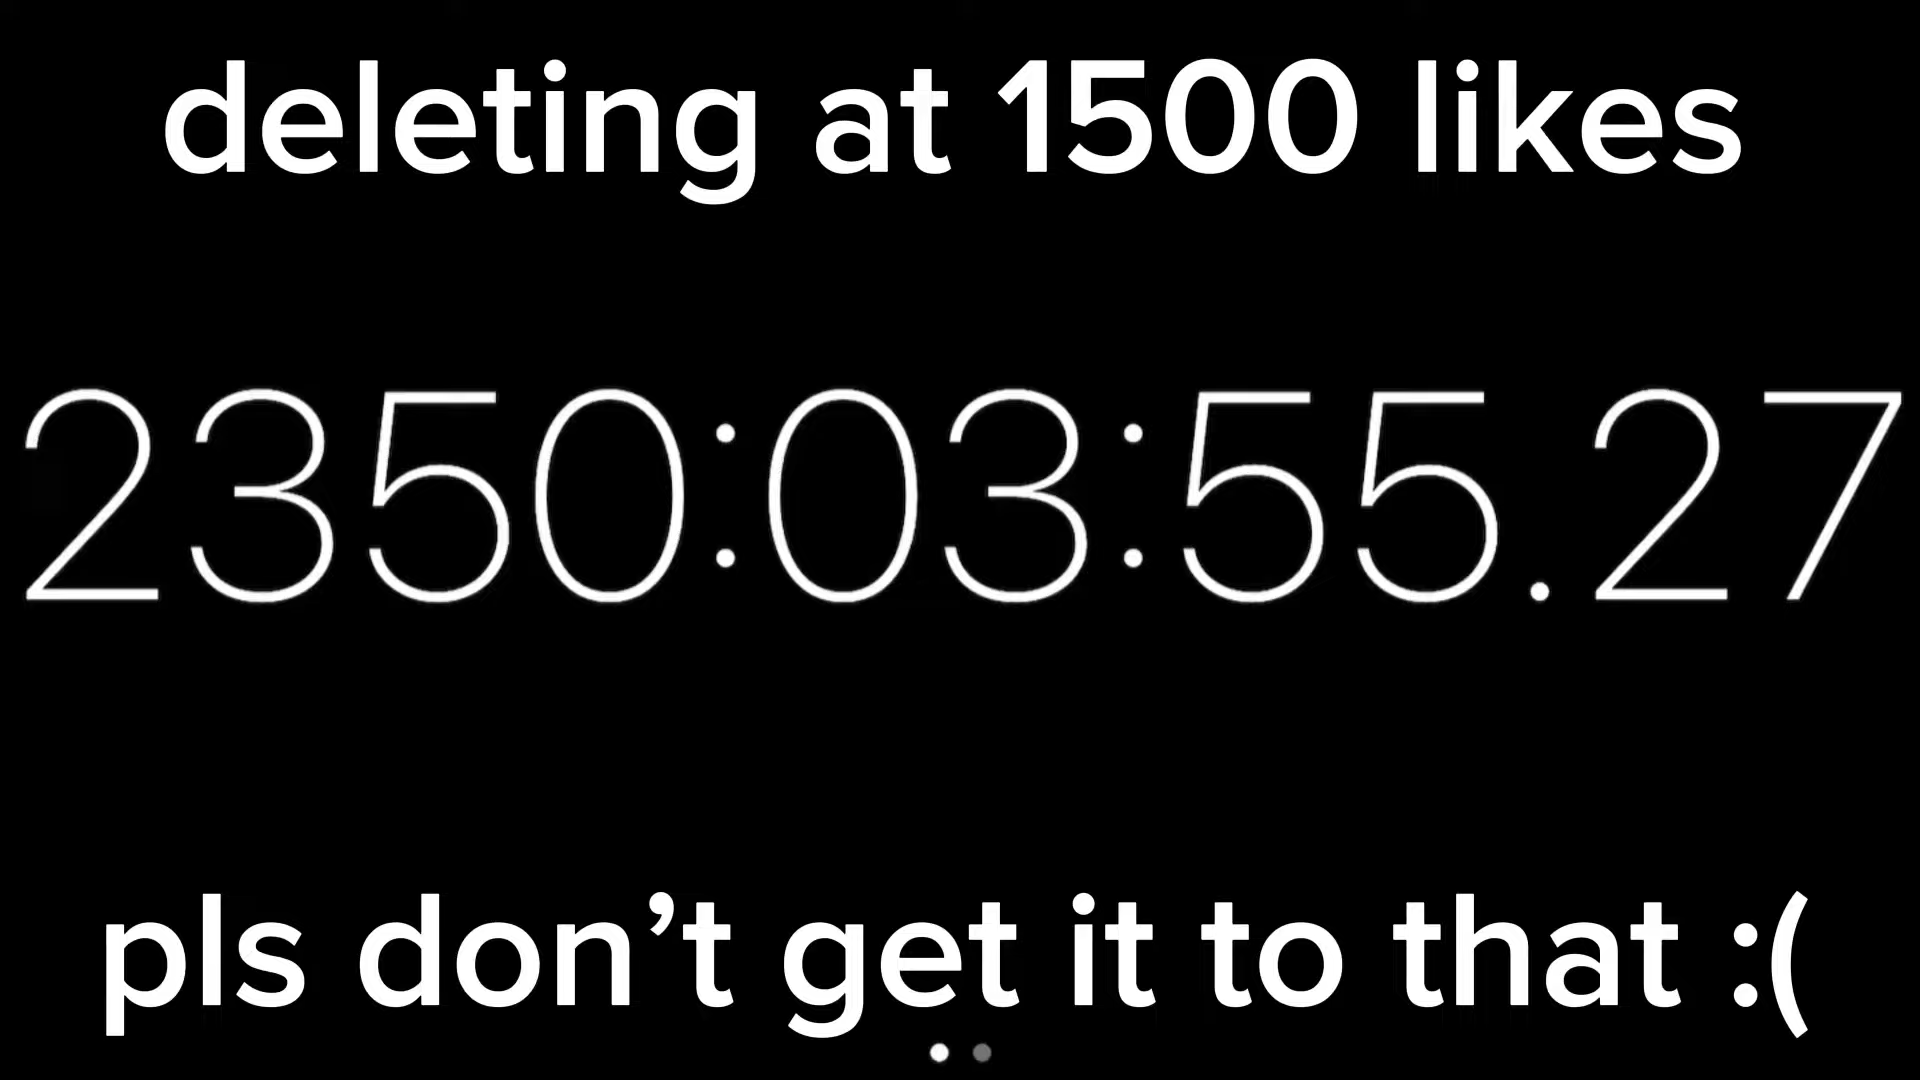 deleting at 1500 likes
2350:03:55.27
pls don’t get it to that :(